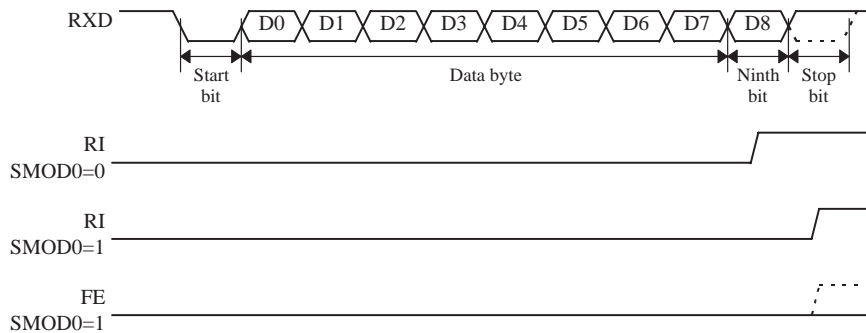 RXD
D0 D1 D2 D3 D4 D5 D6 D7 D8
Start
bit
Data byte
Ninth
bit
Stop
bit
RI
SMOD0=0
RI
SMOD0=1
FE
SMOD0=1